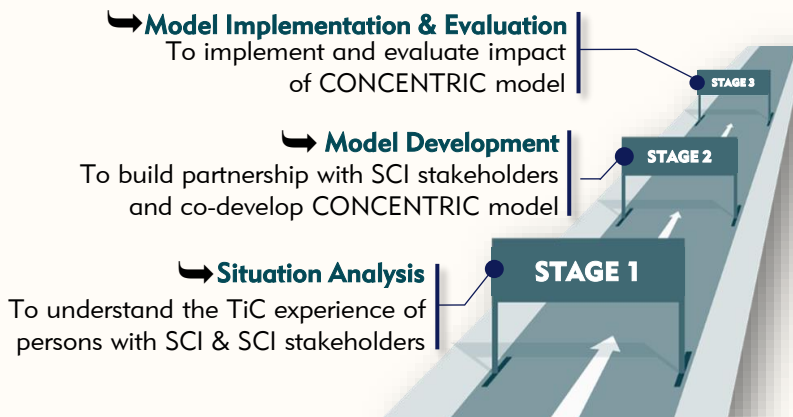 Model Implementation & Evaluation
To implement and evaluate impact
of CONCENTRIC model
STAGE 3
Model Development
To build partnership with SCI stakeholders
and co-develop CONCENTRIC model
STAGE 2
Situation Analysis
To understand the TiC experience of
persons with SCI & SCI stakeholders
STAGE 1